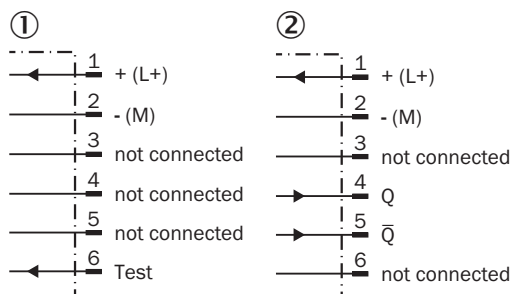 ①
1 + (L+)
2 - (M)
3 not connected
4 not connected
5 not connected
6 Test
②
1 + (L+)
2 - (M)
3 not connected
4 Q
5 Q̅
6 not connected